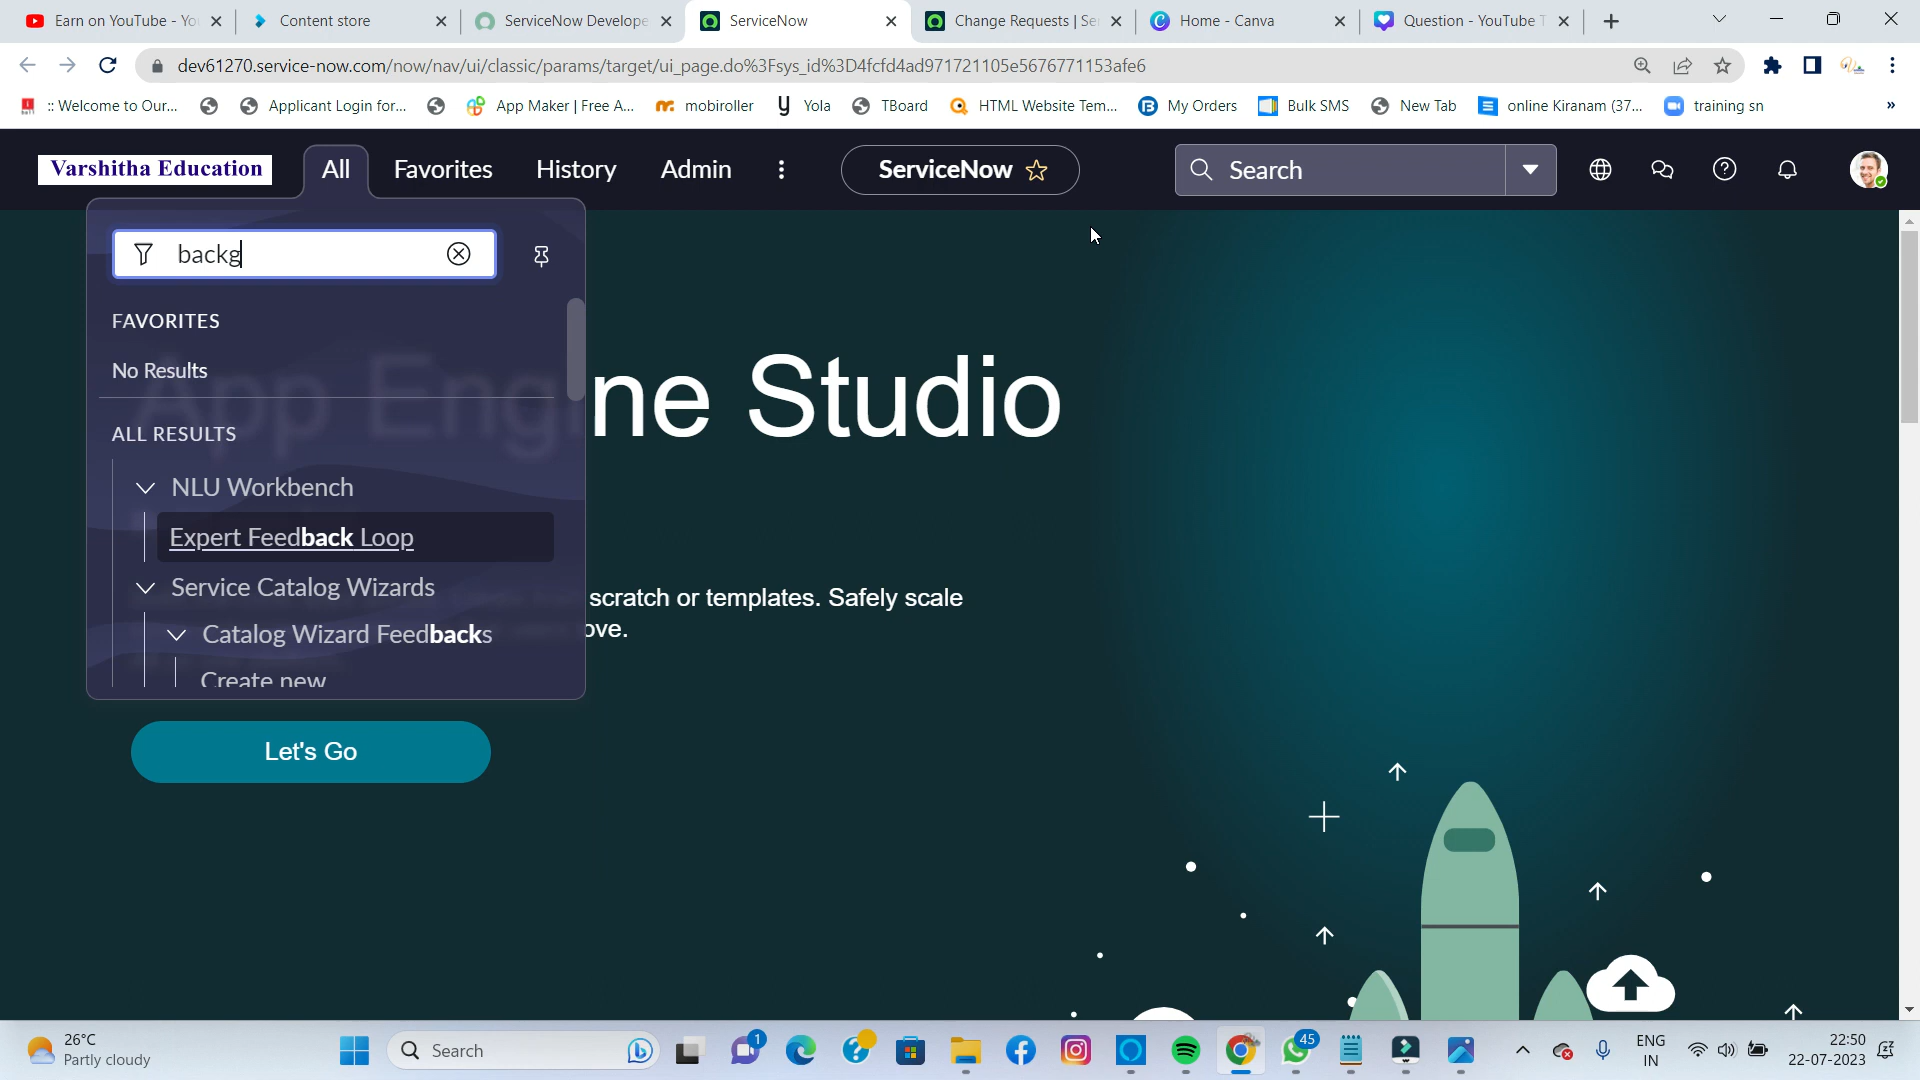 Earn on YouTube - Yo
Content store
ServiceNow Develope
ServiceNow
Change Requests | Se
Home - Canva
Question - YouTube T
dev61270.service-now.com/now/nav/ui/classic/params/target/ui_page.do%3Fsys_id%3D4fcfd4ad971721105e5676771153afe6
:: Welcome to Our...
Applicant Login for...
App Maker | Free A...
mobiroller
Yola
TBoard
HTML Website Tem...
My Orders
Bulk SMS
New Tab
online Kiranam (37...
training sn
»
Varshitha Education
All
Favorites
History
Admin
ServiceNow
Search
backg
FAVORITES
No Results
ALL RESULTS
NLU Workbench
Expert Feedback Loop
Service Catalog Wizards
Catalog Wizard Feedbacks
Create new
App Engine Studio
scratch or templates. Safely scale
ove.
Let's Go
26°C
Partly cloudy
Search
1
45
ENG
IN
22:50
22-07-2023